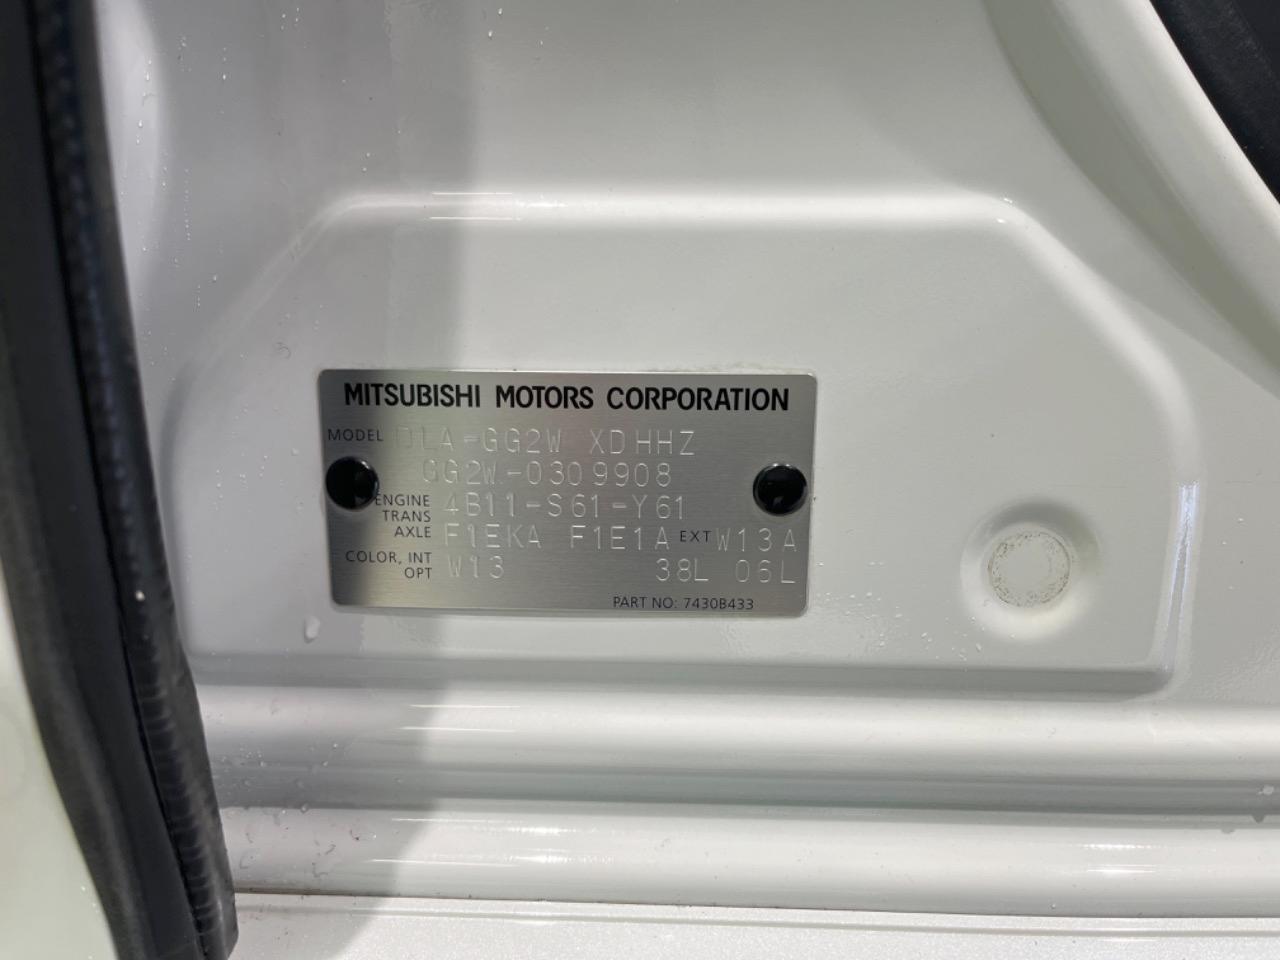 MITSUBISHI MOTORS CORPORATION
MODEL DLA-GG2W XDHHZ
GG2W-0309908
ENGINE 4B11-S61-Y61
TRANS
AXLE F1EKA F1E1A EXT W13A
COLOR, INT
OPT W13 38L 06L
PART NO: 7430B433